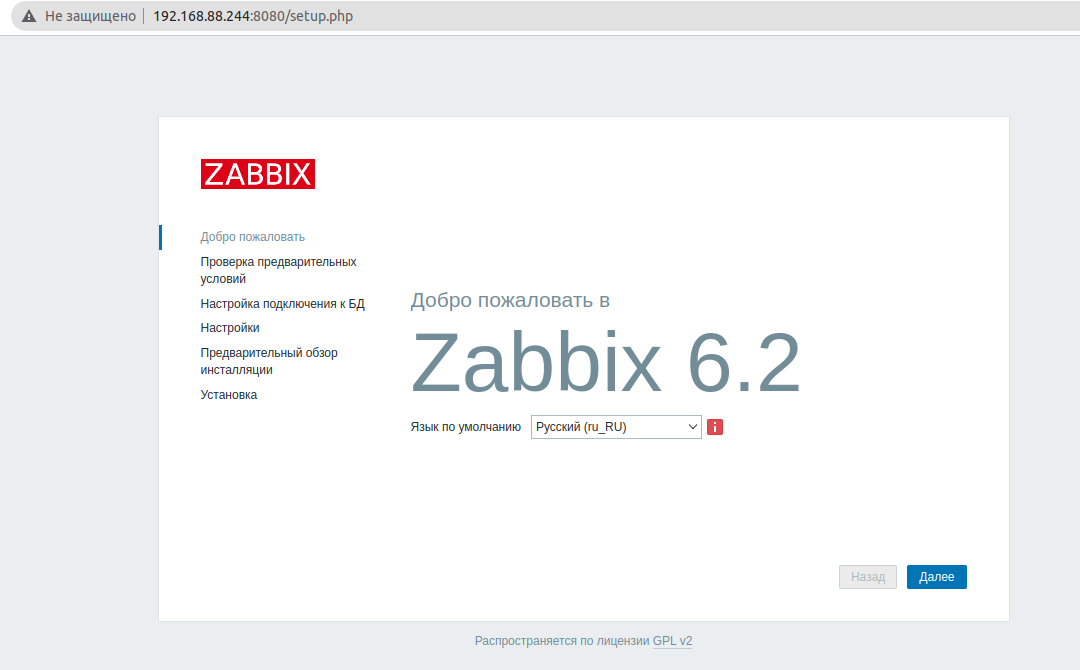 Не защищено 192.168.88.244:8080/setup.php
ZABBIX
Добро пожаловать
Проверка предварительных
условий
Настройка подключения к БД
Настройки
Предварительный обзор
инсталляции
Установка
Добро пожаловать в
Zabbix 6.2
Язык по умолчанию Русский (ru_RU) i
Назад Далее
Распространяется по лицензии GPL v2